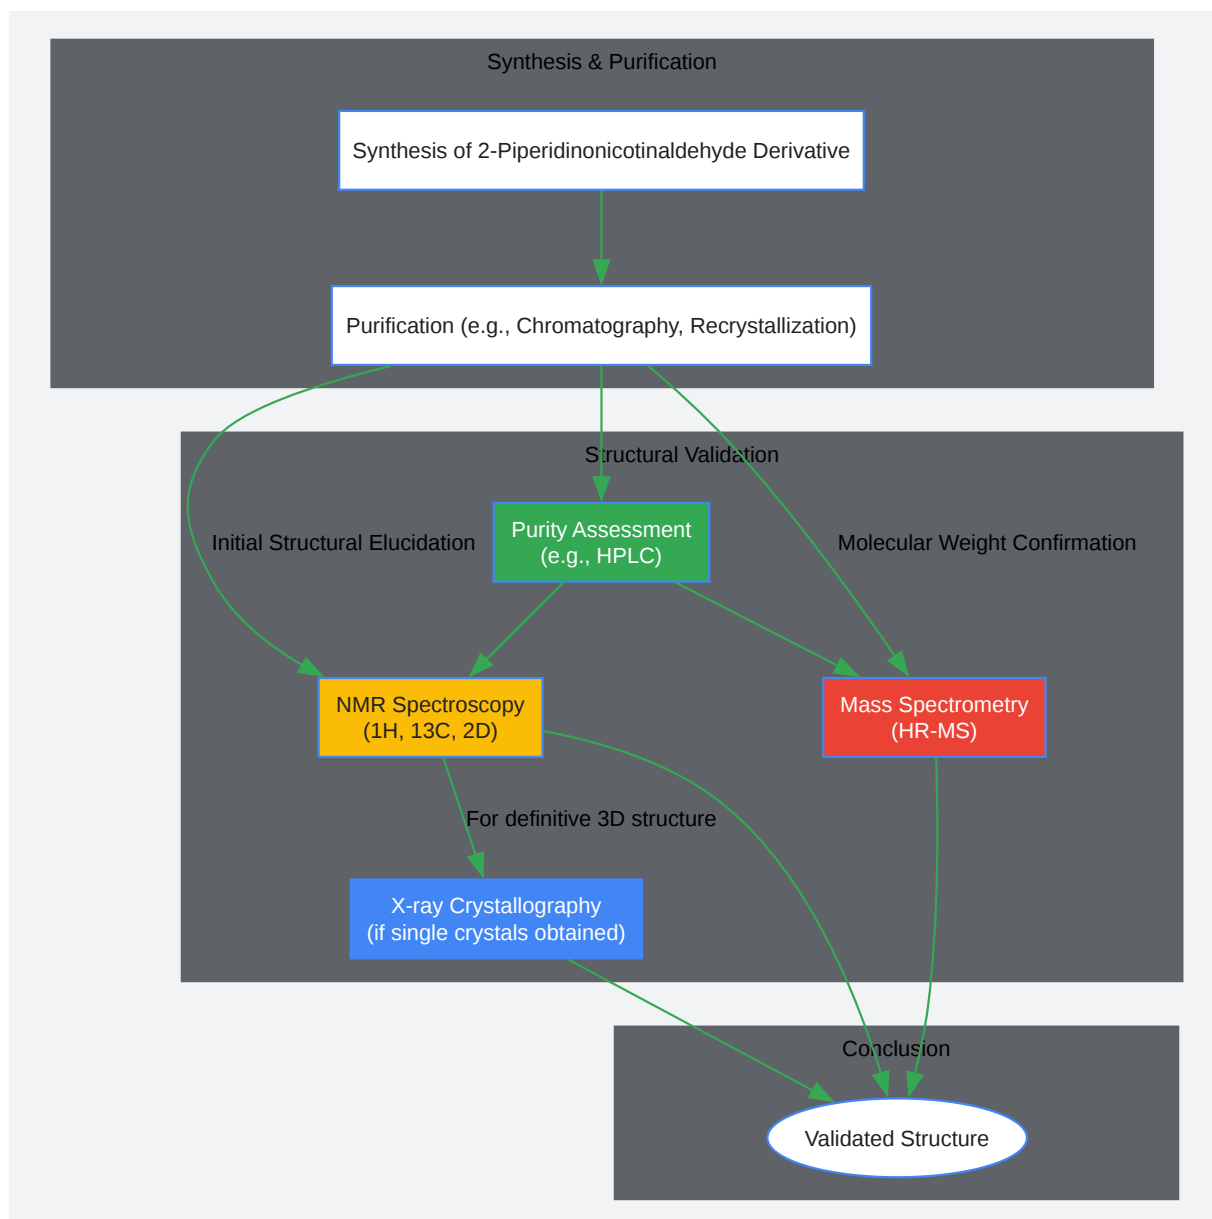 Synthesis & Purification
Synthesis of 2-Piperidinonicotinaldehyde Derivative
Purification (e.g., Chromatography, Recrystallization)
Structural Validation
Initial Structural Elucidation
Purity Assessment
(e.g., HPLC)
Molecular Weight Confirmation
NMR Spectroscopy
(1H, 13C, 2D)
Mass Spectrometry
(HR-MS)
For definitive 3D structure
X-ray Crystallography
(if single crystals obtained)
Conclusion
Validated Structure